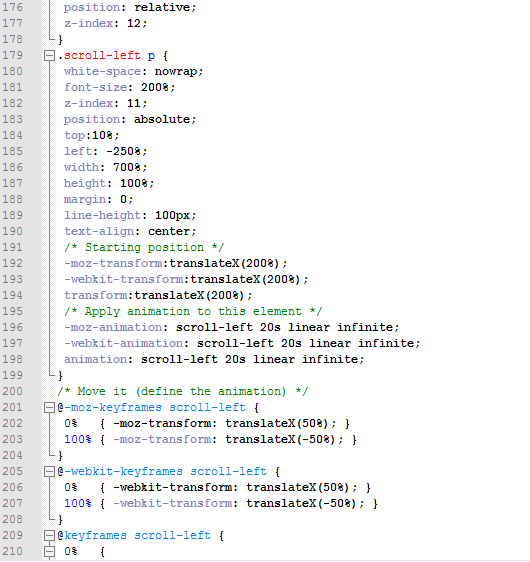 176 position: relative;
177 z-index: 12;
178 }
179 .scroll-left p {
180 white-space: nowrap;
181 font-size: 200%;
182 z-index: 11;
183 position: absolute;
184 top:10%;
185 left: -250%;
186 width: 700%;
187 height: 100%;
188 margin: 0;
189 line-height: 100px;
190 text-align: center;
191 /* Starting position */
192 -moz-transform:translateX(200%);
193 -webkit-transform:translateX(200%);
194 transform:translateX(200%);
195 /* Apply animation to this element */
196 -moz-animation: scroll-left 20s linear infinite;
197 -webkit-animation: scroll-left 20s linear infinite;
198 animation: scroll-left 20s linear infinite;
199 }
200 /* Move it (define the animation) */
201 @-moz-keyframes scroll-left {
202 0% { -moz-transform: translateX(50%); }
203 100% { -moz-transform: translateX(-50%); }
204 }
205 @-webkit-keyframes scroll-left {
206 0% { -webkit-transform: translateX(50%); }
207 100% { -webkit-transform: translateX(-50%); }
208 }
209 @keyframes scroll-left {
210 0% {